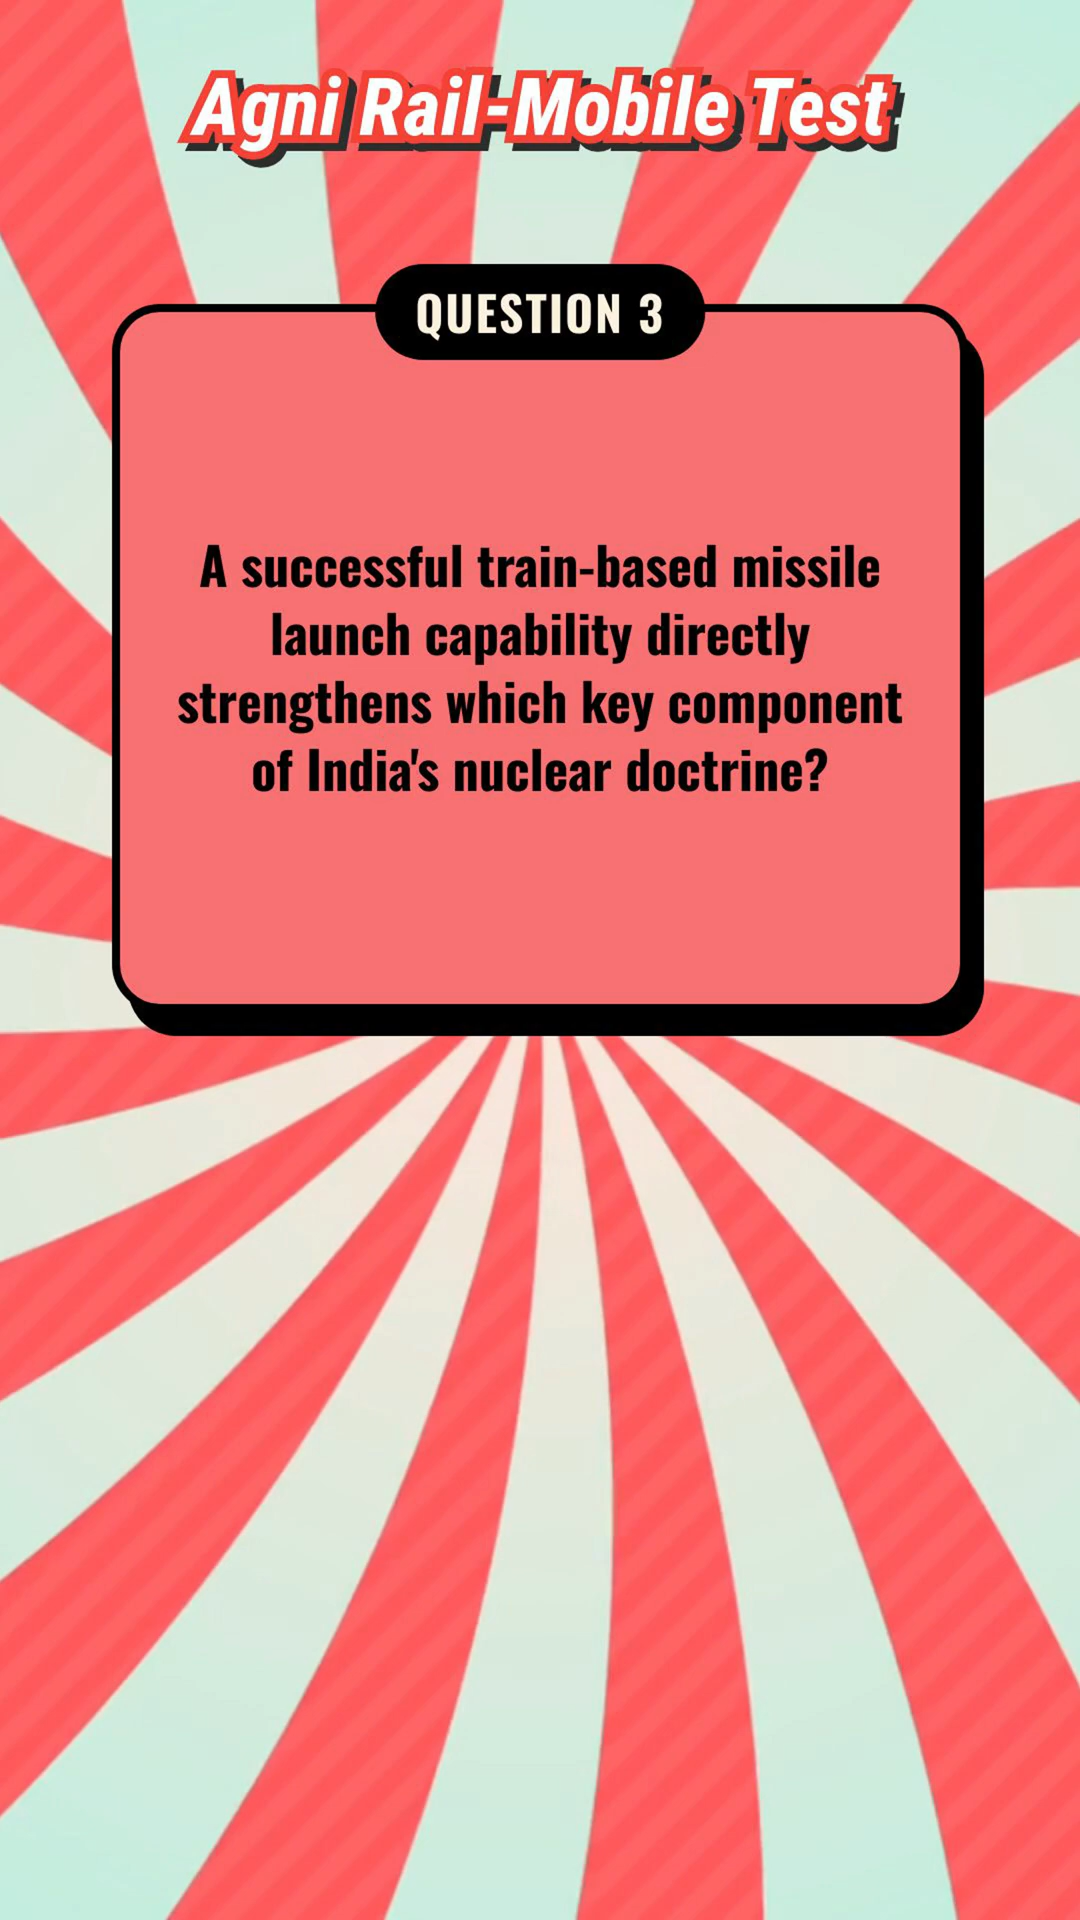 Agni Rail-Mobile Test
QUESTION 3
A successful train-based missile
launch capability directly
strengthens which key component
of India's nuclear doctrine?